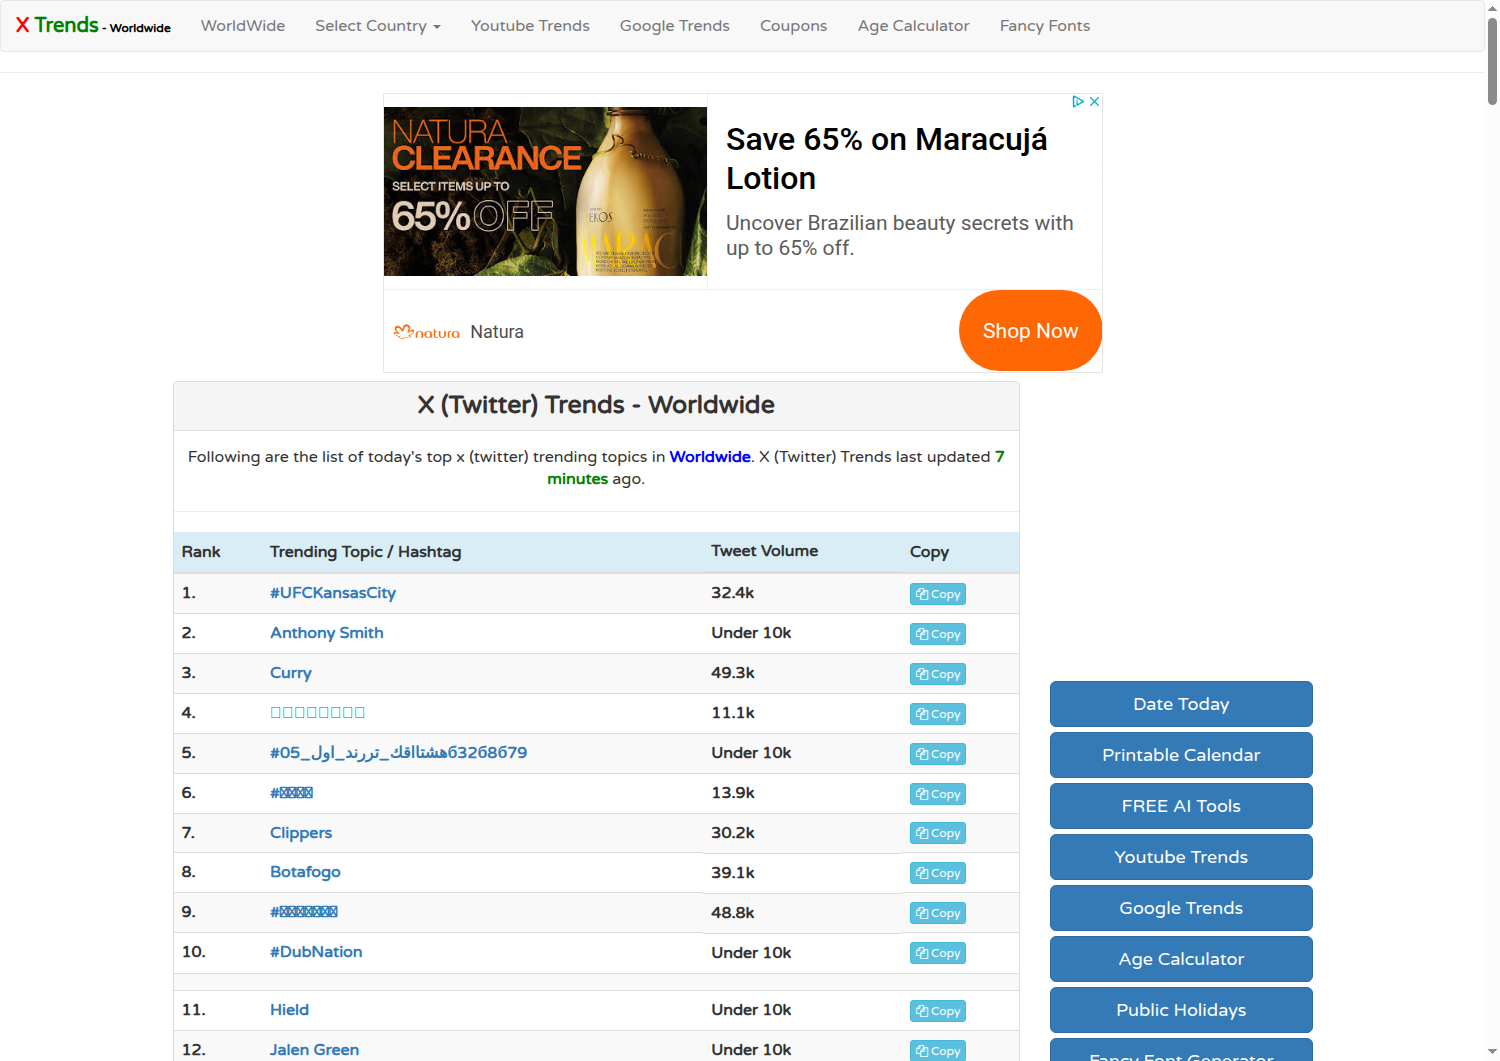 X Trends - Worldwide
WorldWide
Select Country
Youtube Trends
Google Trends
Coupons
Age Calculator
Fancy Fonts
NATURA
CLEARANCE
SELECT ITEMS UP TO
65% OFF
EKOS
Save 65% on Maracujá
Lotion
Uncover Brazilian beauty secrets with
up to 65% off.
natura Natura
Shop Now
X (Twitter) Trends - Worldwide
Following are the list of today's top x (twitter) trending topics in Worldwide. X (Twitter) Trends last updated 7
minutes ago.
Rank Trending Topic / Hashtag Tweet Volume Copy
1. #UFCKansasCity 32.4k Copy
2. Anthony Smith Under 10k Copy
3. Curry 49.3k Copy
4. 11.1k Copy
5. #هشتااقك_تررند_اول_0563268679 Under 10k Copy
6. # 13.9k Copy
7. Clippers 30.2k Copy
8. Botafogo 39.1k Copy
9. # 48.8k Copy
10. #DubNation Under 10k Copy
11. Hield Under 10k Copy
12. Jalen Green Under 10k Copy
Date Today
Printable Calendar
FREE AI Tools
Youtube Trends
Google Trends
Age Calculator
Public Holidays
Fancy Font Generator